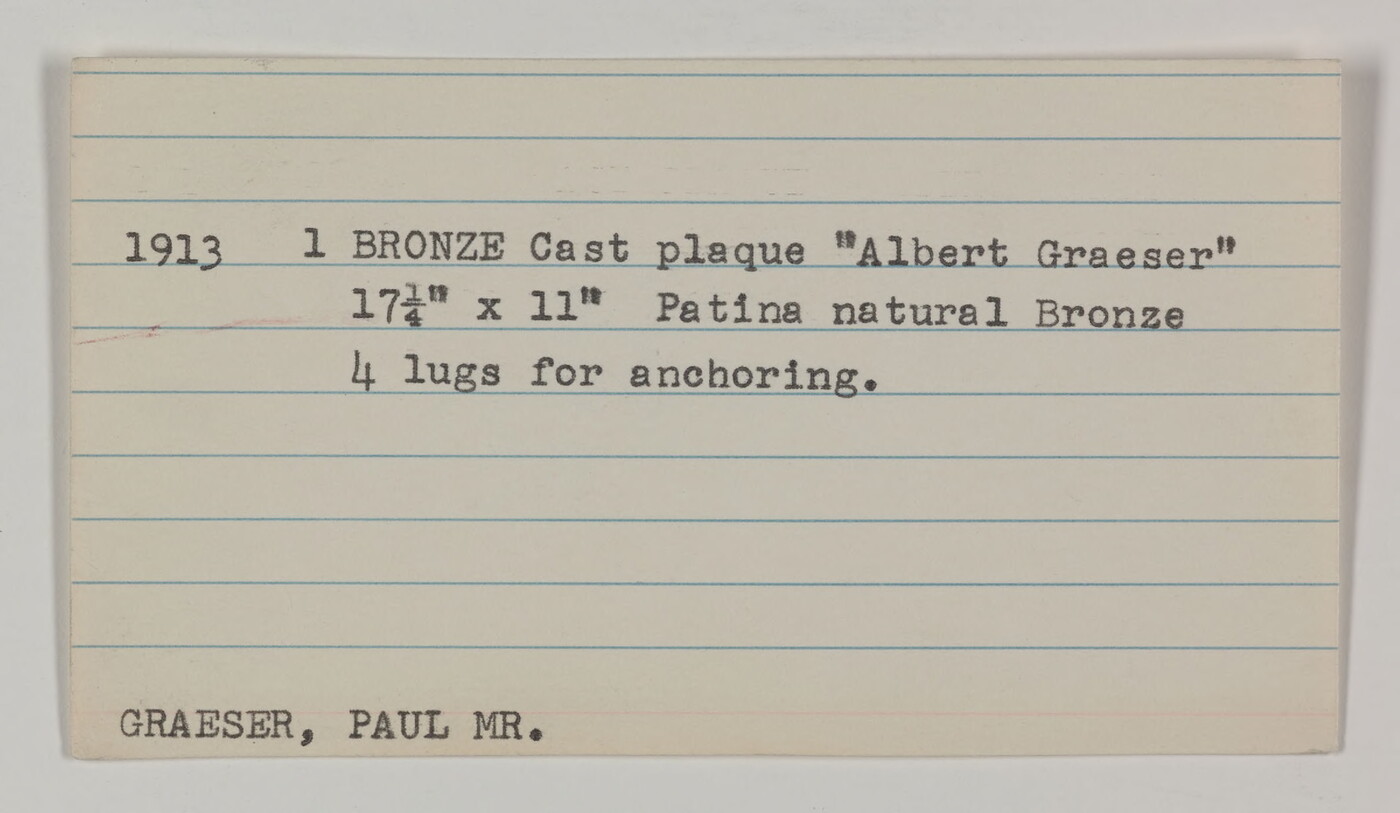 1913 1 BRONZE Cast plaque "Albert Graeser"
17¼" x 11" Patina natural Bronze
4 lugs for anchoring.
GRAESER, PAUL MR.